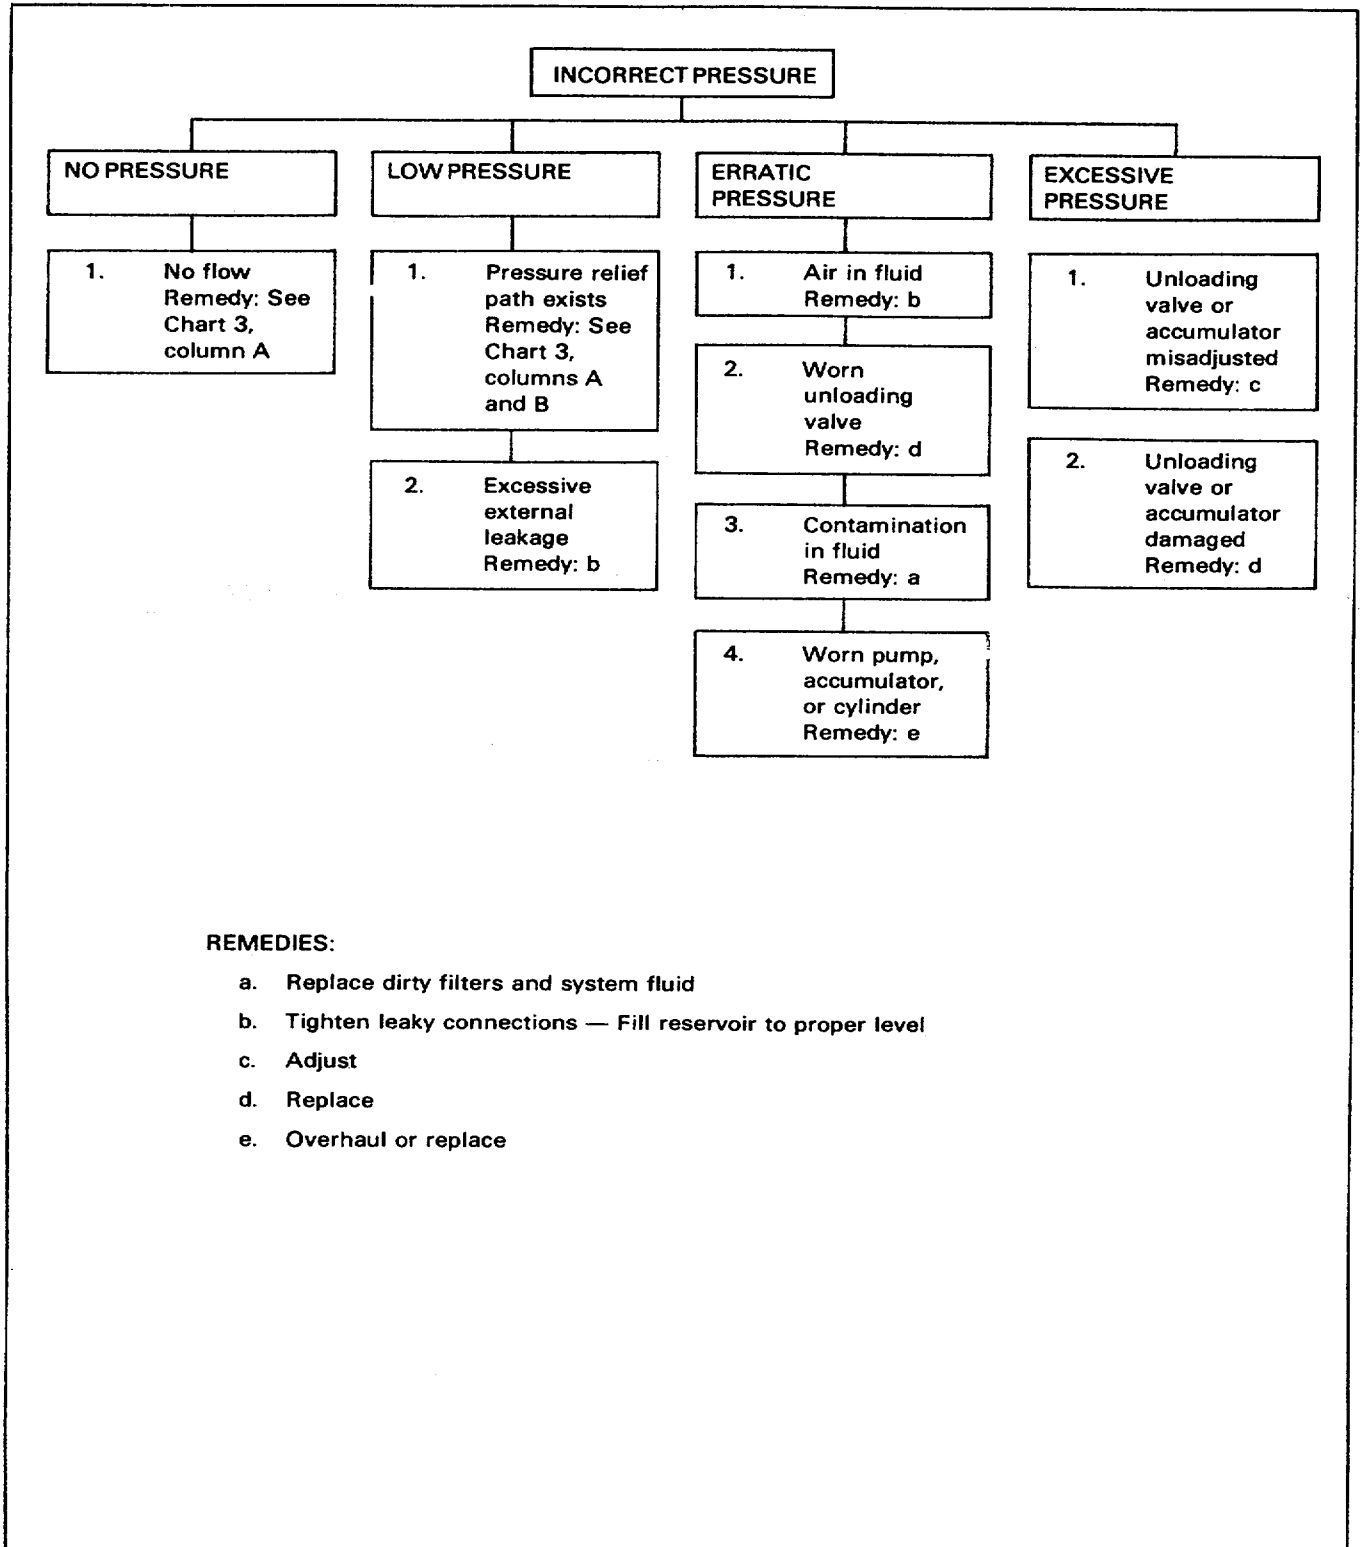 INCORRECT PRESSURE
NO PRESSURE
1. No flow
Remedy: See
Chart 3,
column A
LOW PRESSURE
1. Pressure relief
path exists
Remedy: See
Chart 3,
columns A
and B
2. Excessive
external
leakage
Remedy: b
ERRATIC
PRESSURE
1. Air in fluid
Remedy: b
2. Worn
unloading
valve
Remedy: d
3. Contamination
in fluid
Remedy: a
4. Worn pump,
accumulator,
or cylinder
Remedy: e
EXCESSIVE
PRESSURE
1. Unloading
valve or
accumulator
misadjusted
Remedy: c
2. Unloading
valve or
accumulator
damaged
Remedy: d
REMEDIES:
a. Replace dirty filters and system fluid
b. Tighten leaky connections — Fill reservoir to proper level
c. Adjust
d. Replace
e. Overhaul or replace